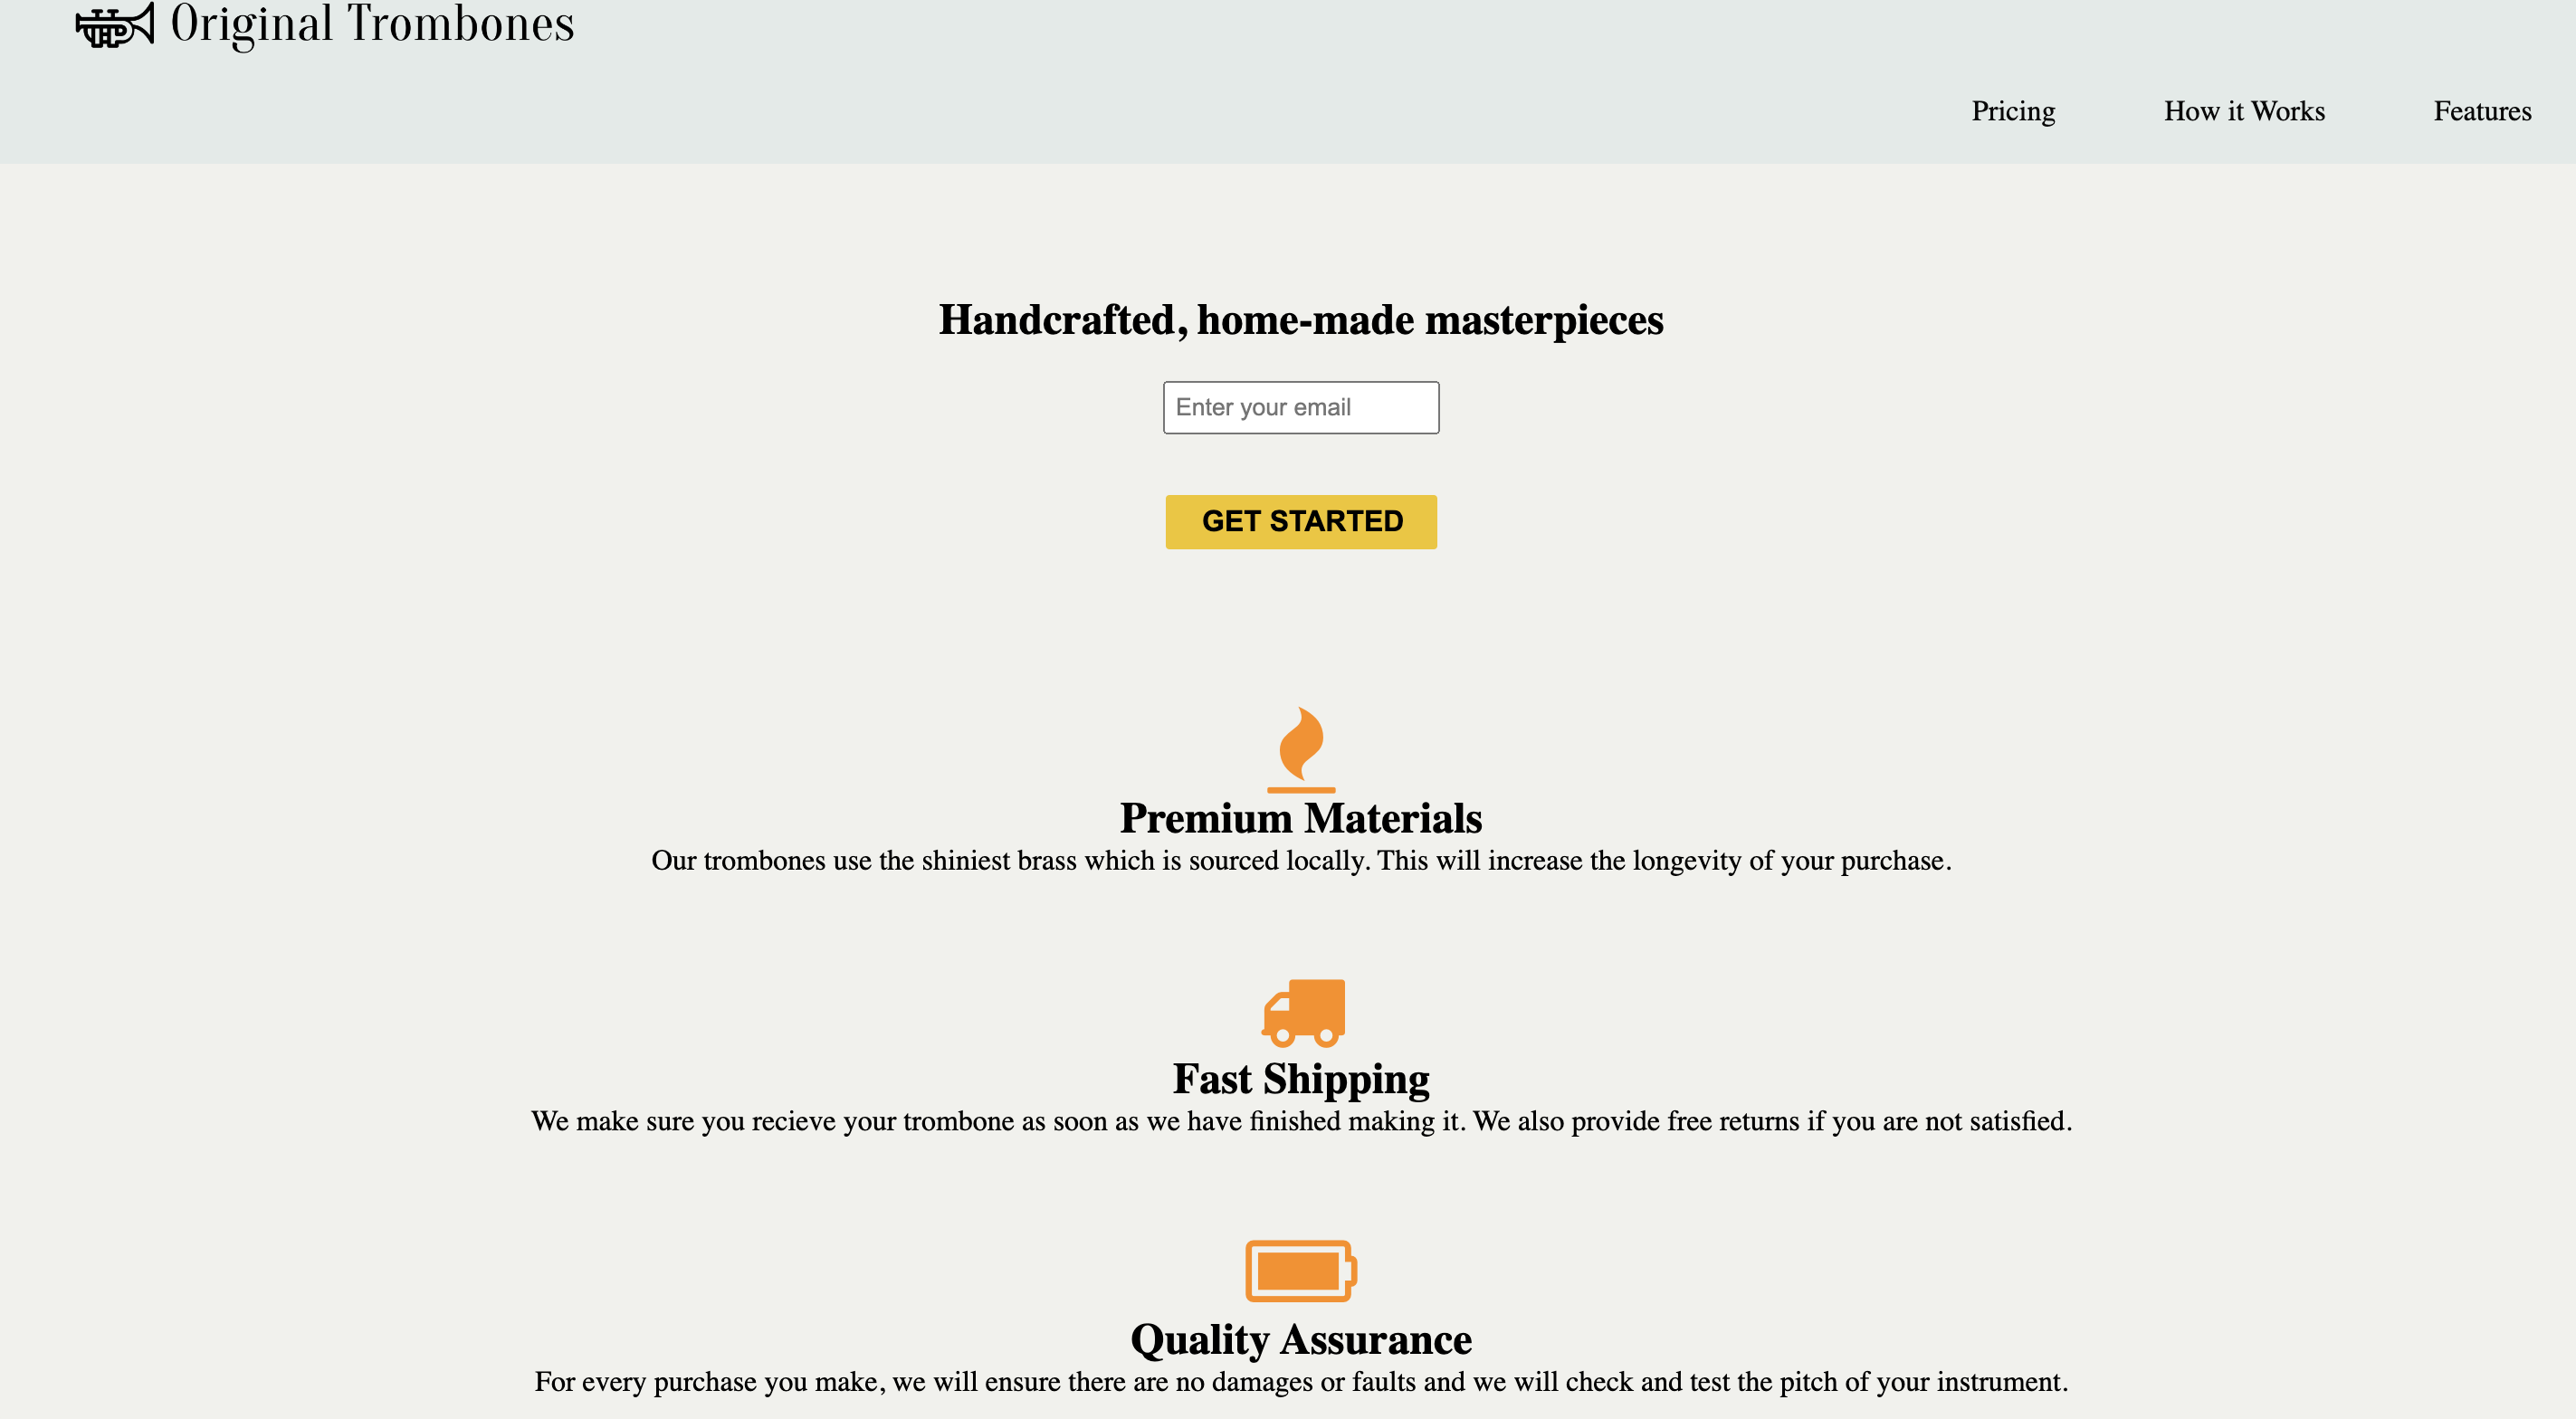 Original Trombones
Pricing
How it Works
Features
Handcrafted, home-made masterpieces
Enter your email
GET STARTED
Premium Materials
Our trombones use the shiniest brass which is sourced locally. This will increase the longevity of your purchase.
Fast Shipping
We make sure you recieve your trombone as soon as we have finished making it. We also provide free returns if you are not satisfied.
Quality Assurance
For every purchase you make, we will ensure there are no damages or faults and we will check and test the pitch of your instrument.